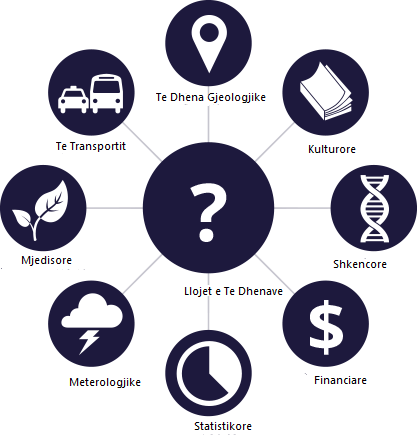 Te Dhena Gjeologjike
Te Transportit
Kulturore
?
Mjedisore
Shkencore
Llojet e Te Dhenave
Meterologjike
$
Financiare
Statistikore